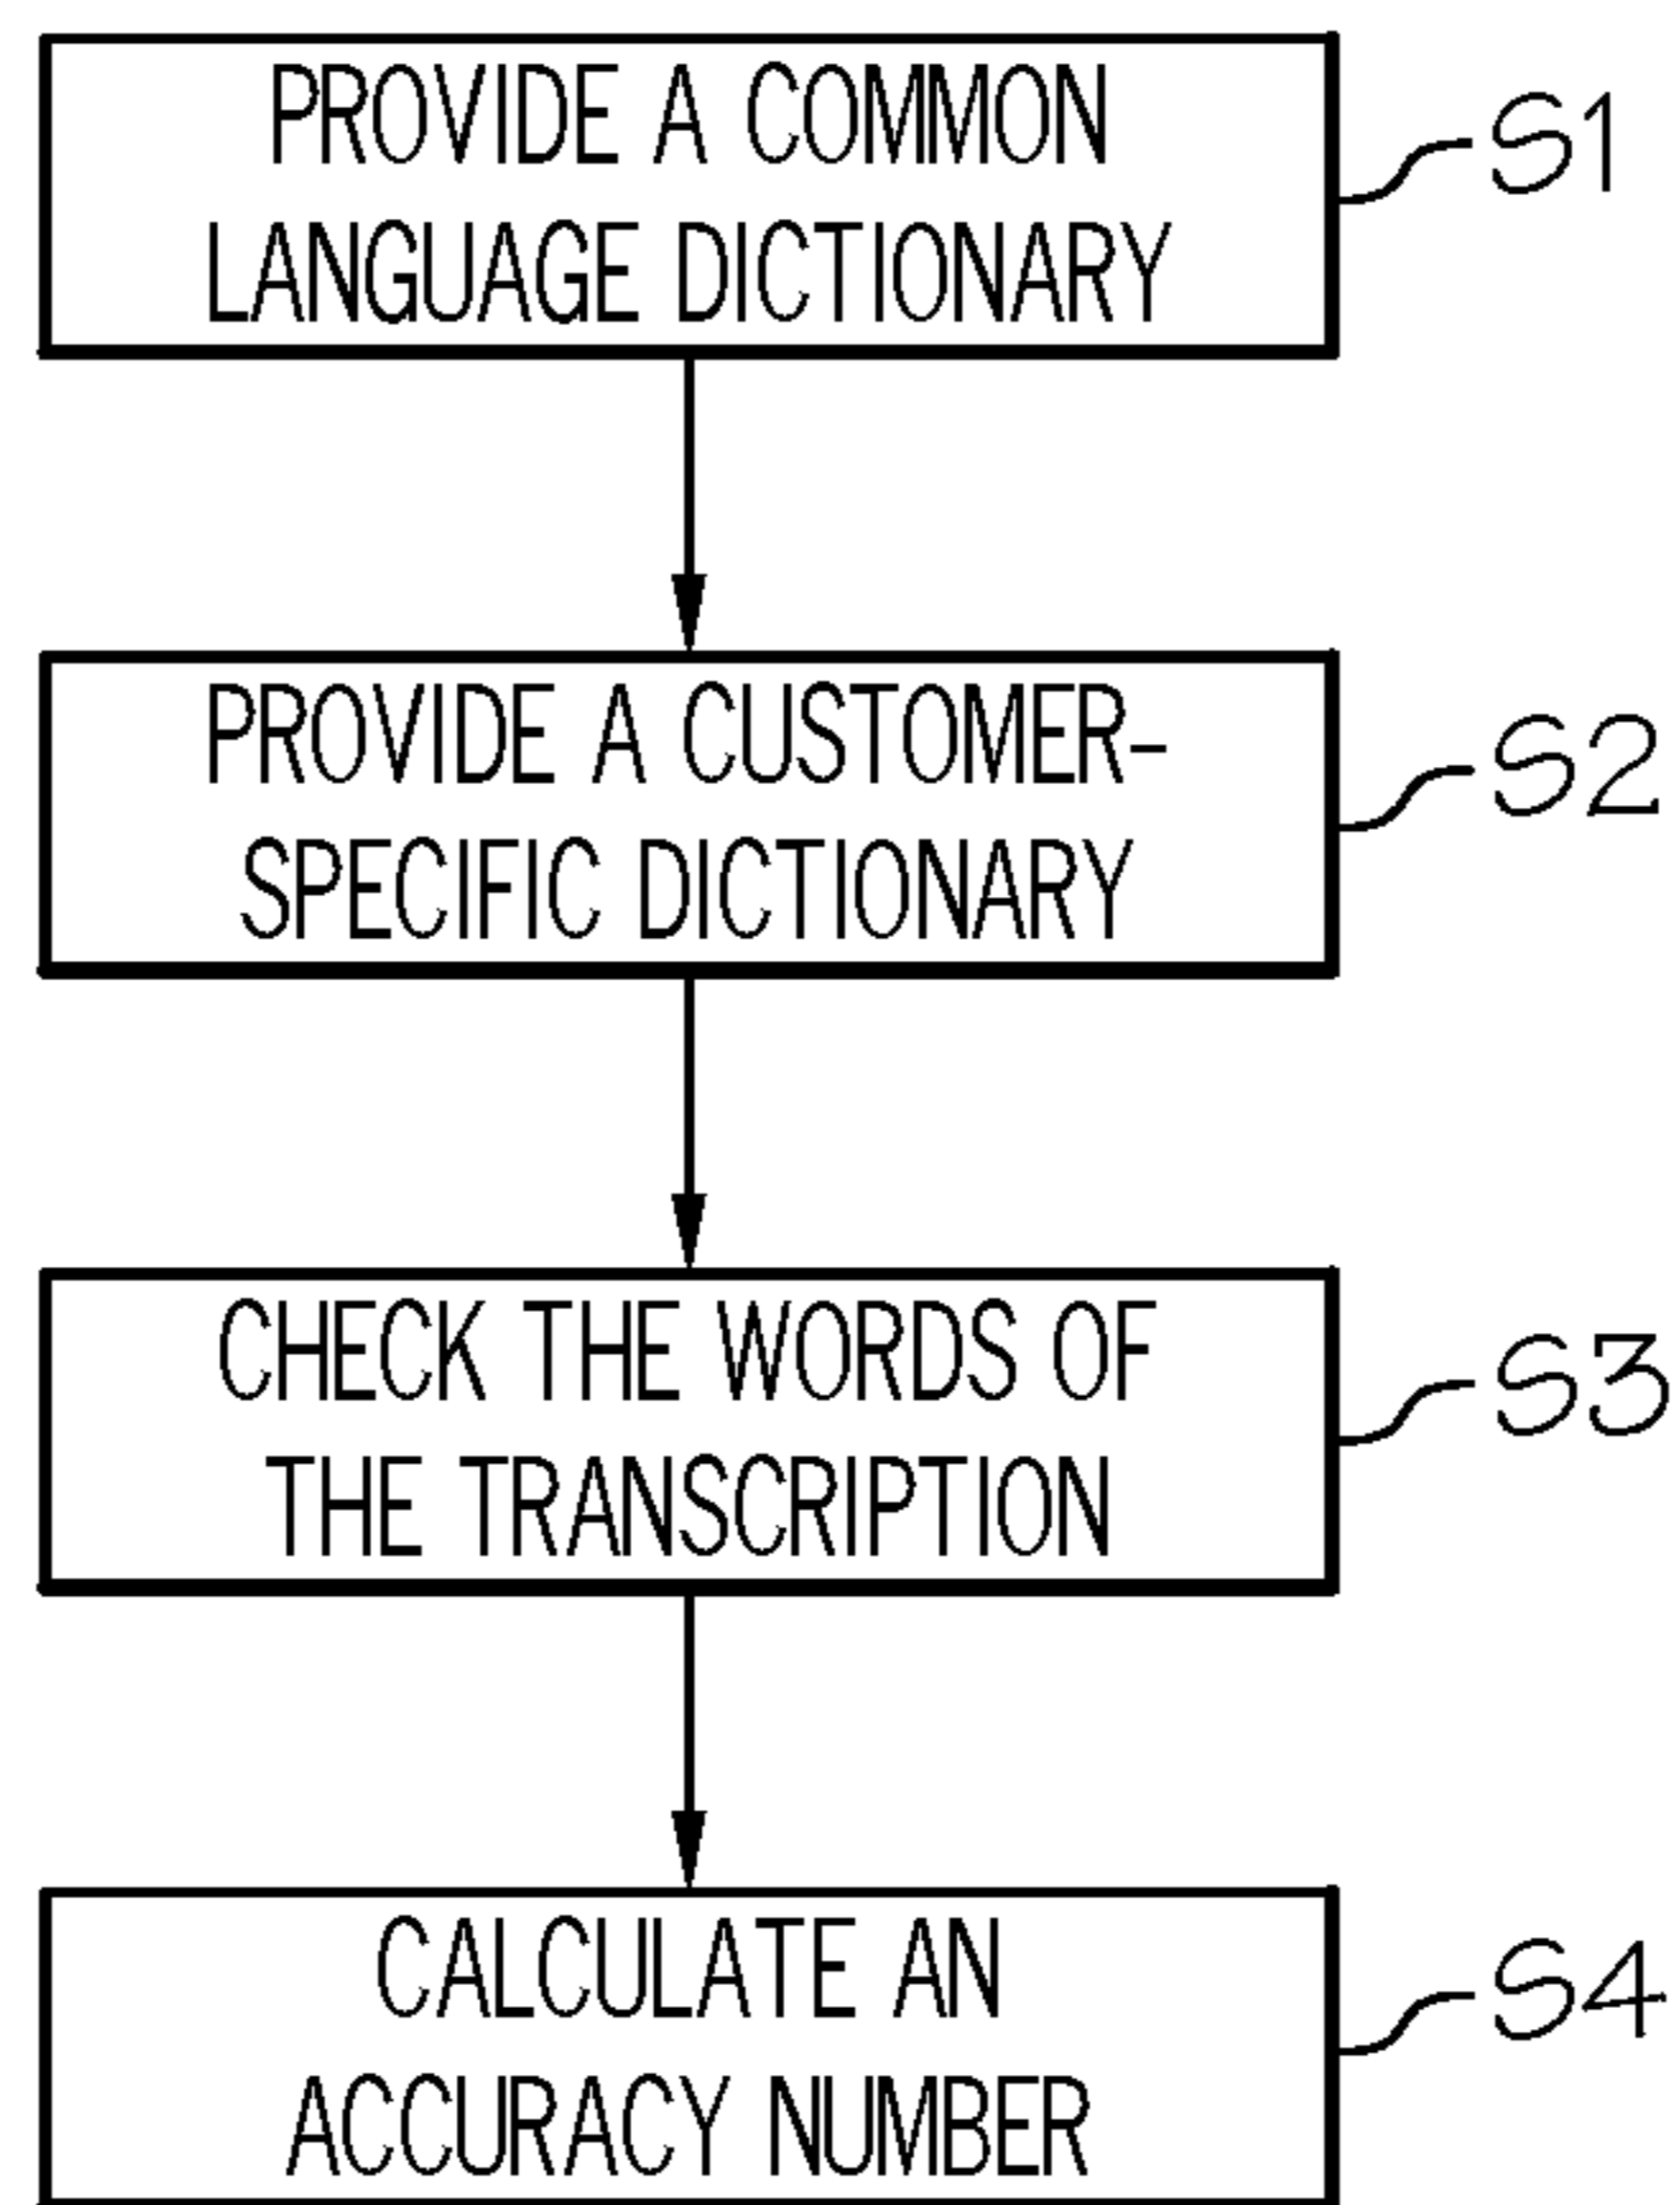 PROVIDE A COMMON
LANGUAGE DICTIONARY
S1
PROVIDE A CUSTOMER-
SPECIFIC DICTIONARY
S2
CHECK THE WORDS OF
THE TRANSCRIPTION
S3
CALCULATE AN
ACCURACY NUMBER
S4